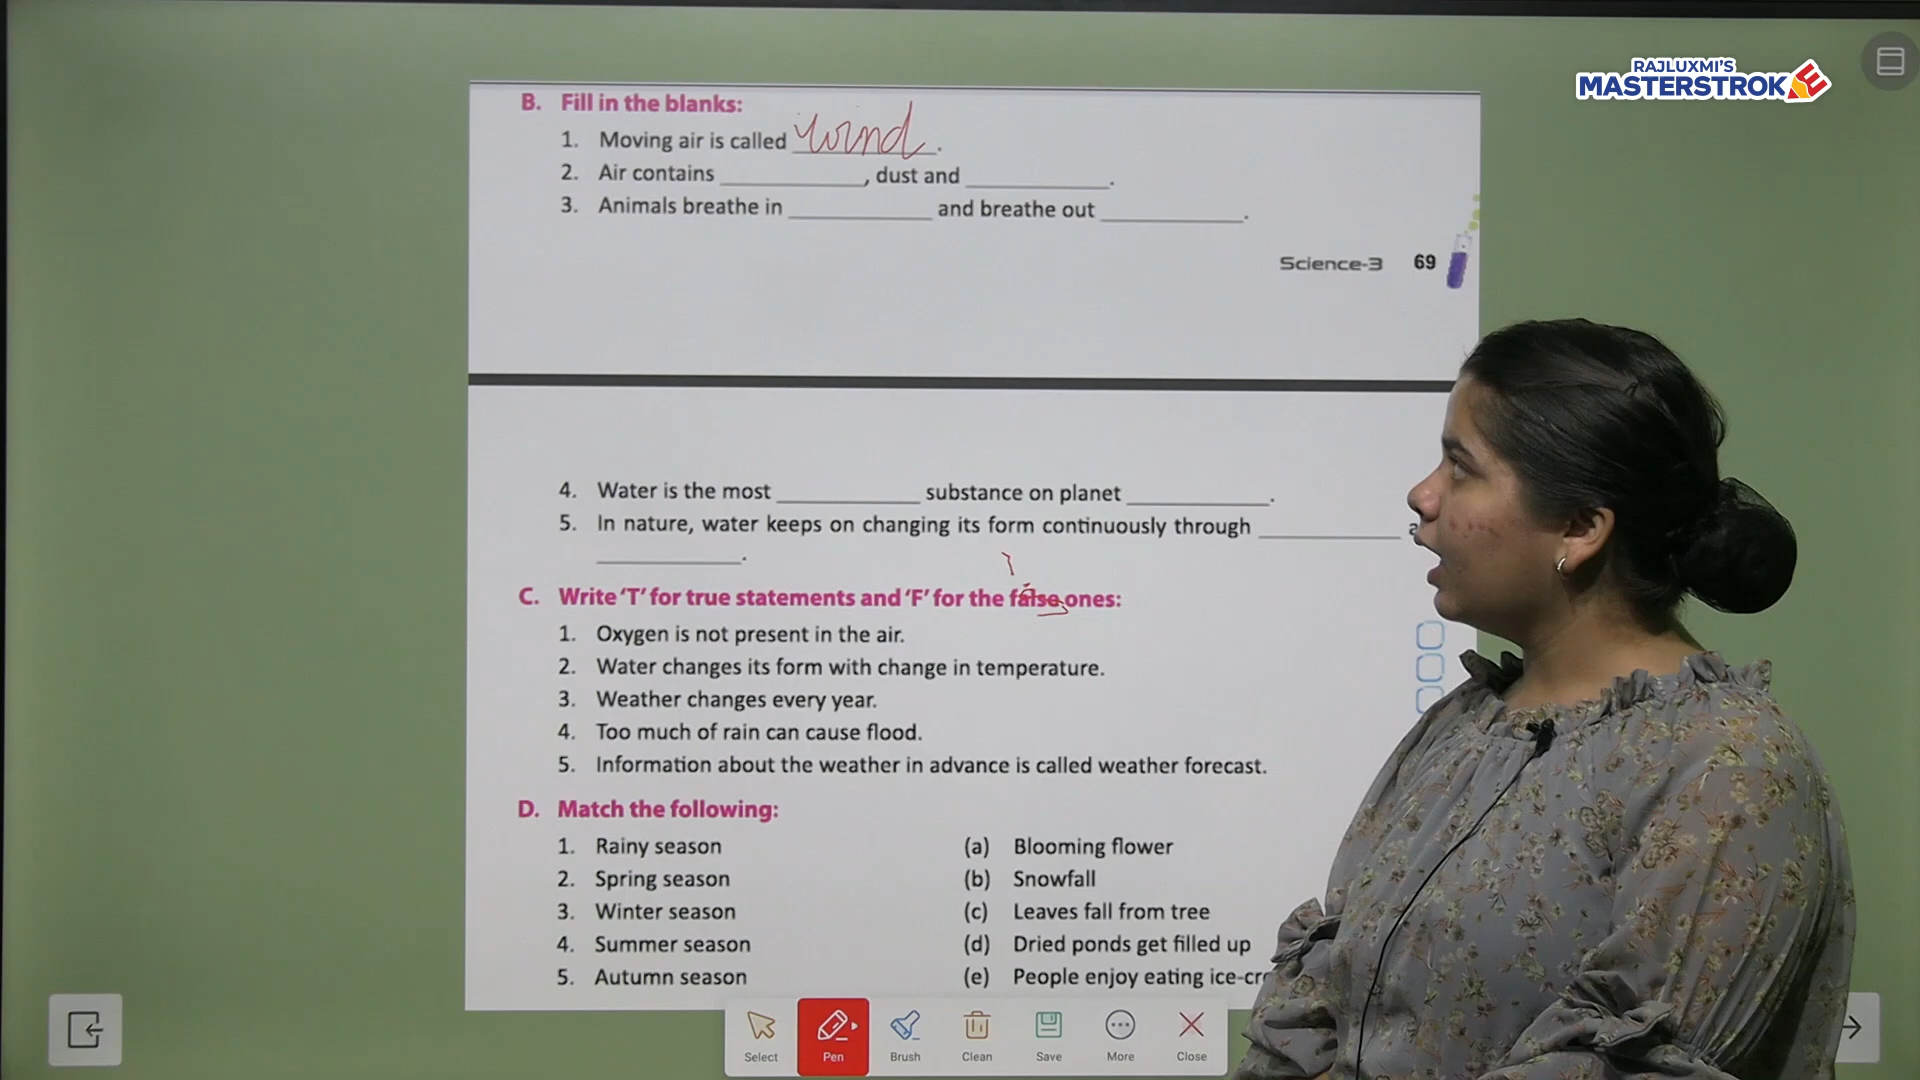 RAJLUXMI'S
MASTERSTROKE
B. Fill in the blanks:
1. Moving air is called wind.
2. Air contains ____________, dust and ____________.
3. Animals breathe in ____________ and breathe out ____________.
Science-3 69
4. Water is the most ____________ substance on planet ____________.
5. In nature, water keeps on changing its form continuously through ____________
____________.
C. Write 'T' for true statements and 'F' for the false ones:
1. Oxygen is not present in the air.
2. Water changes its form with change in temperature.
3. Weather changes every year.
4. Too much of rain can cause flood.
5. Information about the weather in advance is called weather forecast.
D. Match the following:
1. Rainy season (a) Blooming flower
2. Spring season (b) Snowfall
3. Winter season (c) Leaves fall from tree
4. Summer season (d) Dried ponds get filled up
5. Autumn season (e) People enjoy eating
Select Pen Brush Clean Save More Close